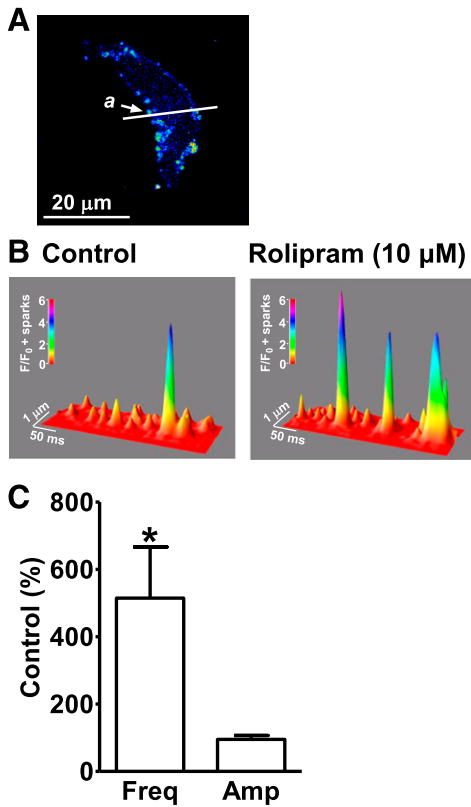 A
a
20 μm
B Control
Rolipram (10 μM)
F/F0 + sparks
6
4
2
0
1 μm
50 ms
F/F0 + sparks
6
4
2
0
1 μm
50 ms
C
Control (%)
800
600
400
200
0
*
Freq
Amp